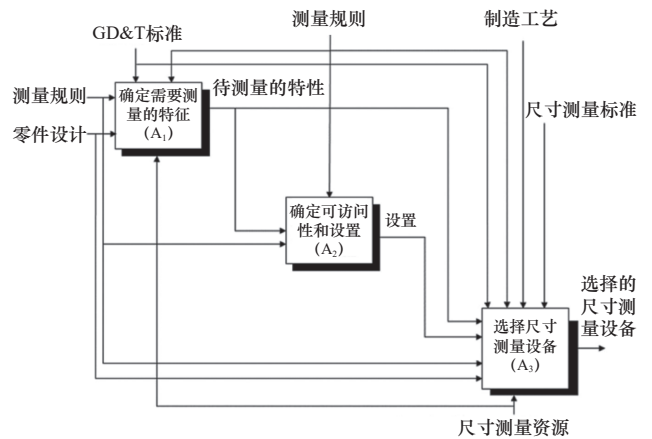 测量规则
制造工艺
GD&T标准
测量规则
确定需要测
量的特征
(A₁)
待测量的特性
尺寸测量标准
零件设计
确定可访问
性和设置
(A₂)
设置
选择的
尺寸测
量设备
选择尺寸
测量设备
(A₃)
尺寸测量资源